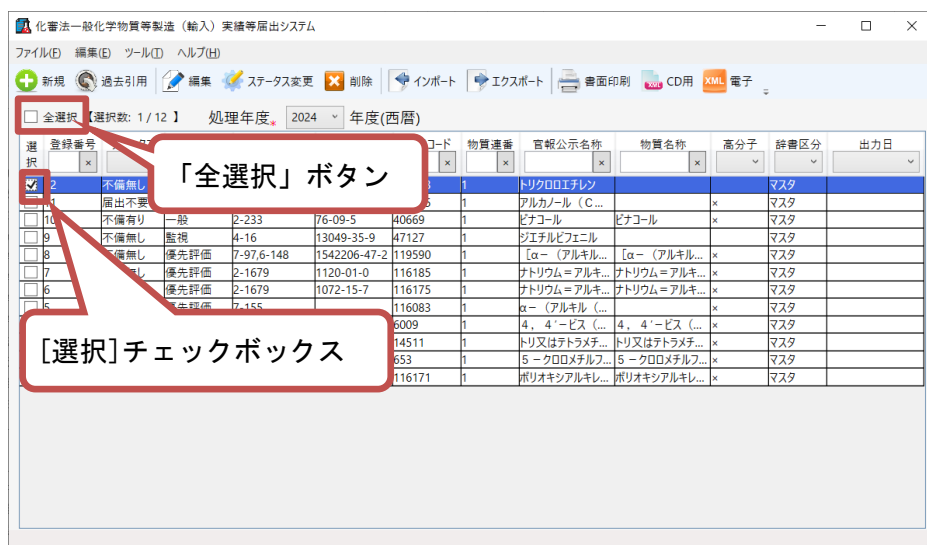 化審法一般化学物質等製造（輸入）実績等届出システム
ファイル(F) 編集(E) ツール(T) ヘルプ(H)
新規 過去引用 編集 ステータス変更 削除 インポート エクスポート 書面印刷 XML CD用 XML 電子
全選択【選択数: 1 / 12 】 処理年度* 2024 年度(西暦)
選択 登録番号 コード 物質連番 官報公示名称 物質名称 高分子 辞書区分 出力日
「全選択」ボタン
不備無し 1 トリクロロエチレン マスタ
届出不要 1 アルカノール（C... × マスタ
10 不備有り 一般 2-233 76-09-5 40669 1 ピナコール ピナコール × マスタ
9 不備無し 監視 4-16 13049-35-9 47127 1 ジエチルビフェニル マスタ
8 優先評価 7-97,6-148 1542206-47-2 119590 1 ［α－（アルキル... ［α－（アルキル... × マスタ
7 優先評価 2-1679 1120-01-0 116185 1 ナトリウム＝アルキ... ナトリウム＝アルキ... × マスタ
6 優先評価 2-1679 1072-15-7 116175 1 ナトリウム＝アルキ... ナトリウム＝アルキ... × マスタ
7-155 116083 1 α－（アルキル（... × マスタ
6009 1 4，4´－ビス（... 4，4´－ビス（... × マスタ
14511 1 トリ又はテトラメチ... トリ又はテトラメチ... × マスタ
653 1 5－クロロメチルフ... 5－クロロメチルフ... × マスタ
116171 1 ポリオキシアルキレ... ポリオキシアルキレ... × マスタ
[選択]チェックボックス